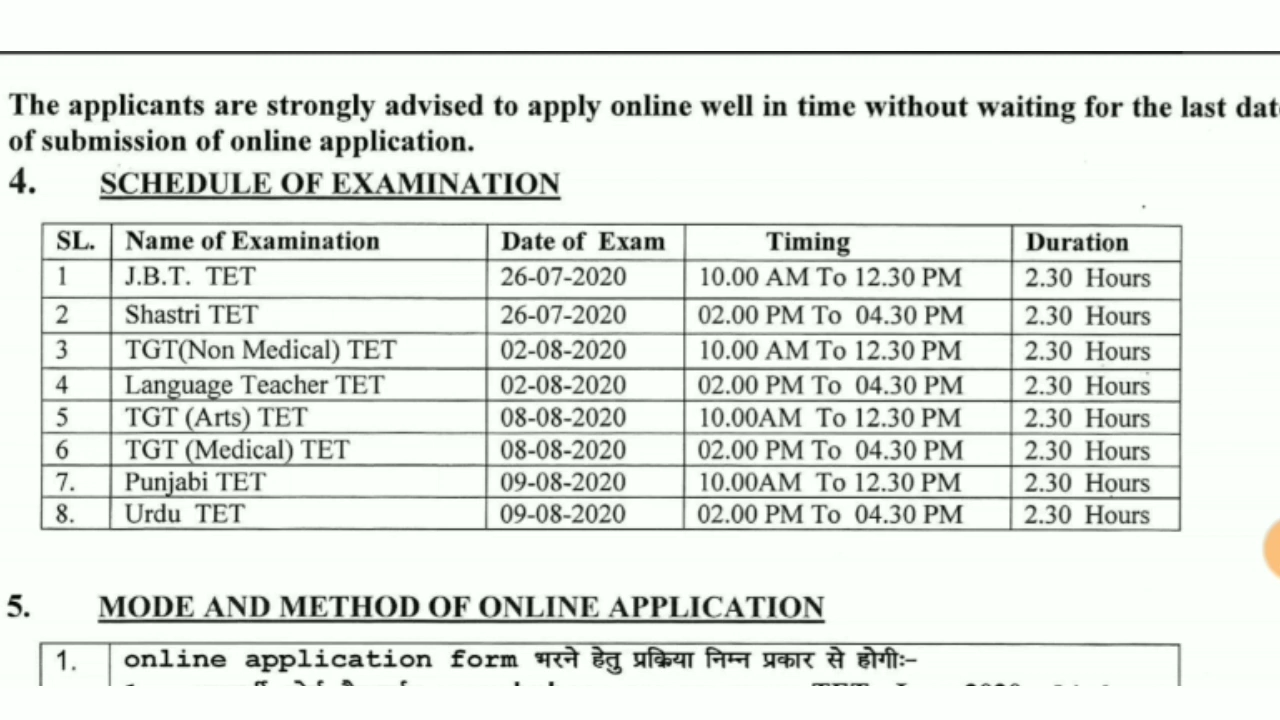 The applicants are strongly advised to apply online well in time without waiting for the last
of submission of online application.
4. SCHEDULE OF EXAMINATION
SL. Name of Examination Date of Exam Timing Duration
1 J.B.T. TET 26-07-2020 10.00 AM To 12.30 PM 2.30 Hours
2 Shastri TET 26-07-2020 02.00 PM To 04.30 PM 2.30 Hours
3 TGT(Non Medical) TET 02-08-2020 10.00 AM To 12.30 PM 2.30 Hours
4 Language Teacher TET 02-08-2020 02.00 PM To 04.30 PM 2.30 Hours
5 TGT (Arts) TET 08-08-2020 10.00AM To 12.30 PM 2.30 Hours
6 TGT (Medical) TET 08-08-2020 02.00 PM To 04.30 PM 2.30 Hours
7. Punjabi TET 09-08-2020 10.00AM To 12.30 PM 2.30 Hours
8. Urdu TET 09-08-2020 02.00 PM To 04.30 PM 2.30 Hours
5. MODE AND METHOD OF ONLINE APPLICATION
1. online application form भरने हेतु प्रक्रिया निम्न प्रकार से होगीः-